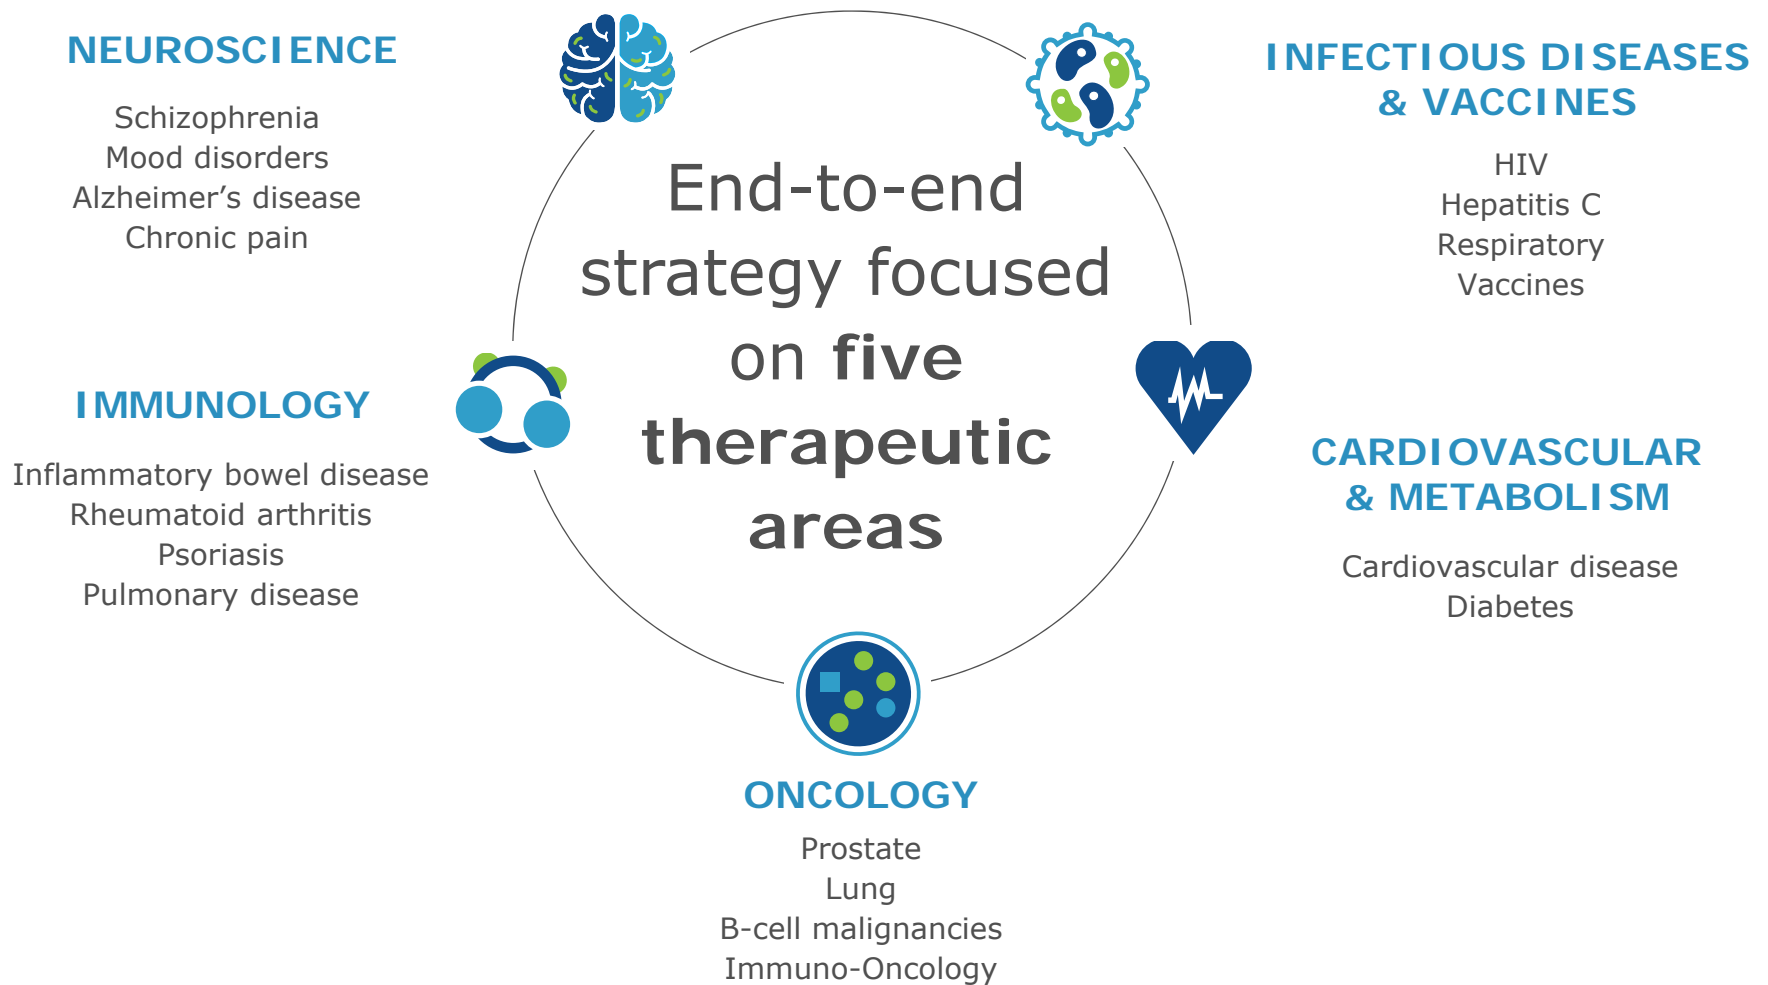 NEUROSCIENCE
Schizophrenia
Mood disorders
Alzheimer’s disease
Chronic pain
INFECTIOUS DISEASES
& VACCINES
HIV
Hepatitis C
Respiratory
Vaccines
End-to-end
strategy focused
on five
therapeutic
areas
IMMUNOLOGY
Inflammatory bowel disease
Rheumatoid arthritis
Psoriasis
Pulmonary disease
CARDIOVASCULAR
& METABOLISM
Cardiovascular disease
Diabetes
ONCOLOGY
Prostate
Lung
B-cell malignancies
Immuno-Oncology